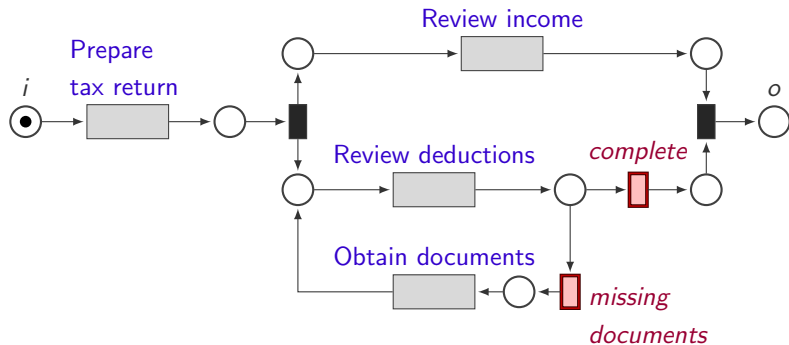 Review income
Prepare
tax return
i
o
Review deductions
complete
Obtain documents
missing
documents